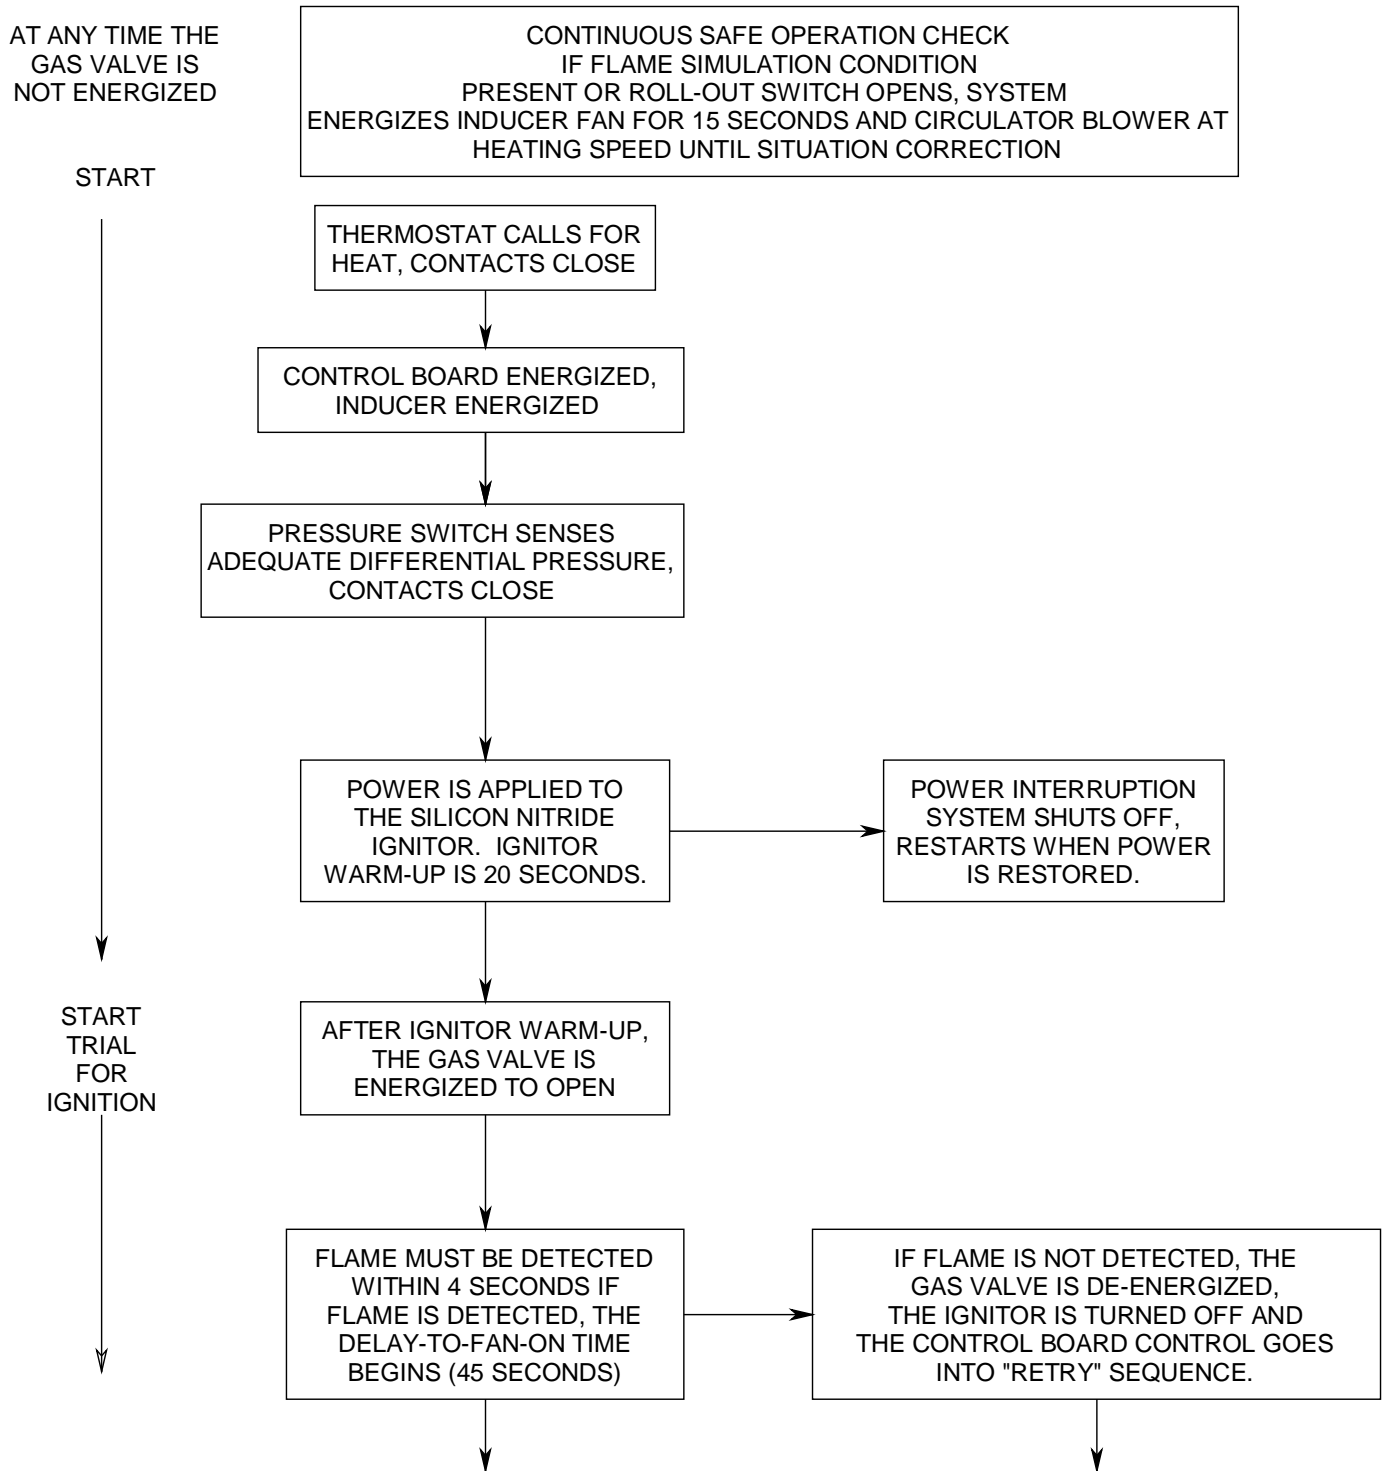 AT ANY TIME THE
GAS VALVE IS
NOT ENERGIZED
CONTINUOUS SAFE OPERATION CHECK
IF FLAME SIMULATION CONDITION
PRESENT OR ROLL-OUT SWITCH OPENS, SYSTEM
ENERGIZES INDUCER FAN FOR 15 SECONDS AND CIRCULATOR BLOWER AT
HEATING SPEED UNTIL SITUATION CORRECTION
START
THERMOSTAT CALLS FOR
HEAT, CONTACTS CLOSE
CONTROL BOARD ENERGIZED,
INDUCER ENERGIZED
PRESSURE SWITCH SENSES
ADEQUATE DIFFERENTIAL PRESSURE,
CONTACTS CLOSE
POWER IS APPLIED TO
THE SILICON NITRIDE
IGNITOR.  IGNITOR
WARM-UP IS 20 SECONDS.
POWER INTERRUPTION
SYSTEM SHUTS OFF,
RESTARTS WHEN POWER
IS RESTORED.
START
TRIAL
FOR
IGNITION
AFTER IGNITOR WARM-UP,
THE GAS VALVE IS
ENERGIZED TO OPEN
FLAME MUST BE DETECTED
WITHIN 4 SECONDS IF
FLAME IS DETECTED, THE
DELAY-TO-FAN-ON TIME
BEGINS (45 SECONDS)
IF FLAME IS NOT DETECTED, THE
GAS VALVE IS DE-ENERGIZED,
THE IGNITOR IS TURNED OFF AND
THE CONTROL BOARD CONTROL GOES
INTO "RETRY" SEQUENCE.